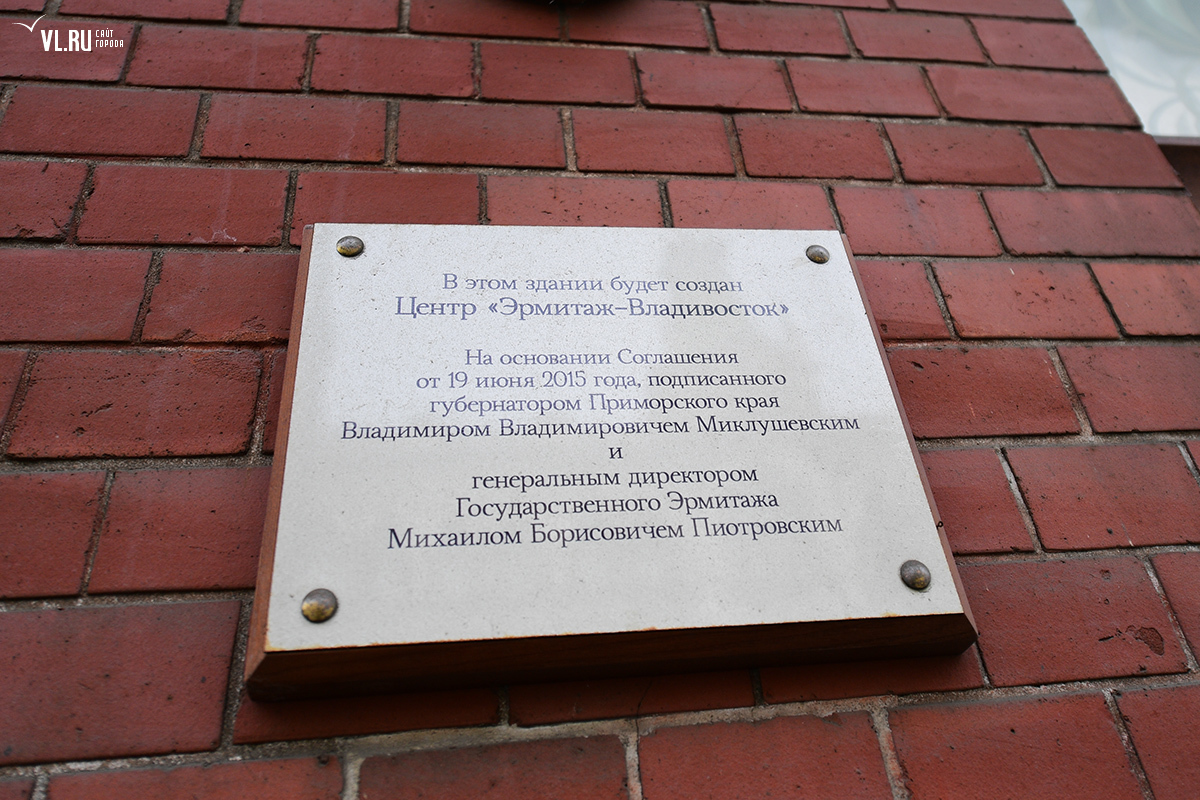 VL.RU САЙТ ГОРОДА
В этом здании будет создан
Центр «Эрмитаж–Владивосток»
На основании Соглашения
от 19 июня 2015 года, подписанного
губернатором Приморского края
Владимиром Владимировичем Миклушевским
и
генеральным директором
Государственного Эрмитажа
Михаилом Борисовичем Пиотровским